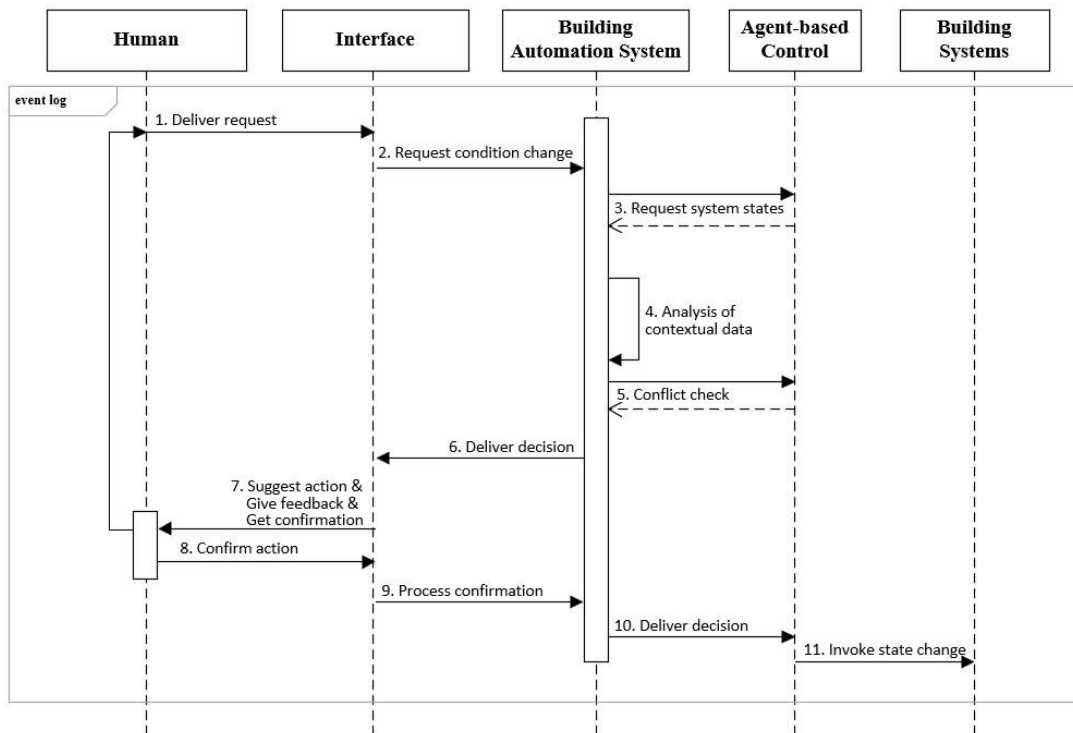 Human
Interface
Building
Automation System
Agent-based
Control
Building
Systems
event log
1. Deliver request
2. Request condition change
3. Request system states
4. Analysis of
contextual data
5. Conflict check
6. Deliver decision
7. Suggest action &
Give feedback &
Get confirmation
8. Confirm action
9. Process confirmation
10. Deliver decision
11. Invoke state change